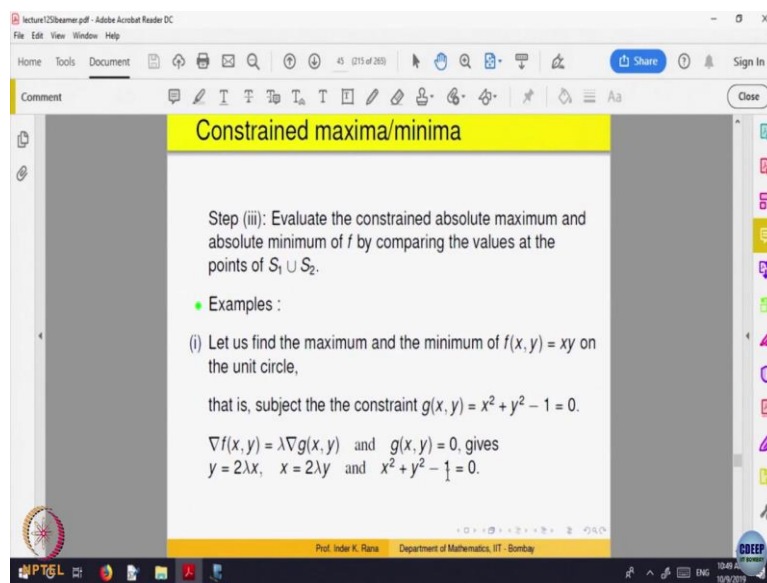 lecture12Slbeamer.pdf - Adobe Acrobat Reader DC
File Edit View Window Help
Home Tools Document 45 (215 of 265) Share Sign In
Comment Aa Close
Constrained maxima/minima
Step (iii): Evaluate the constrained absolute maximum and
absolute minimum of f by comparing the values at the
points of S₁ ∪ S₂.
• Examples :
(i) Let us find the maximum and the minimum of f(x, y) = xy on
the unit circle,
that is, subject the the constraint g(x, y) = x² + y² − 1 = 0.
∇f(x, y) = λ∇g(x, y) and g(x, y) = 0, gives
y = 2λx, x = 2λy and x² + y² − 1 = 0.
Prof. Inder K. Rana Department of Mathematics, IIT - Bombay
NPTEL
CDEEP
IIT BOMBAY
ENG
10/9/2019